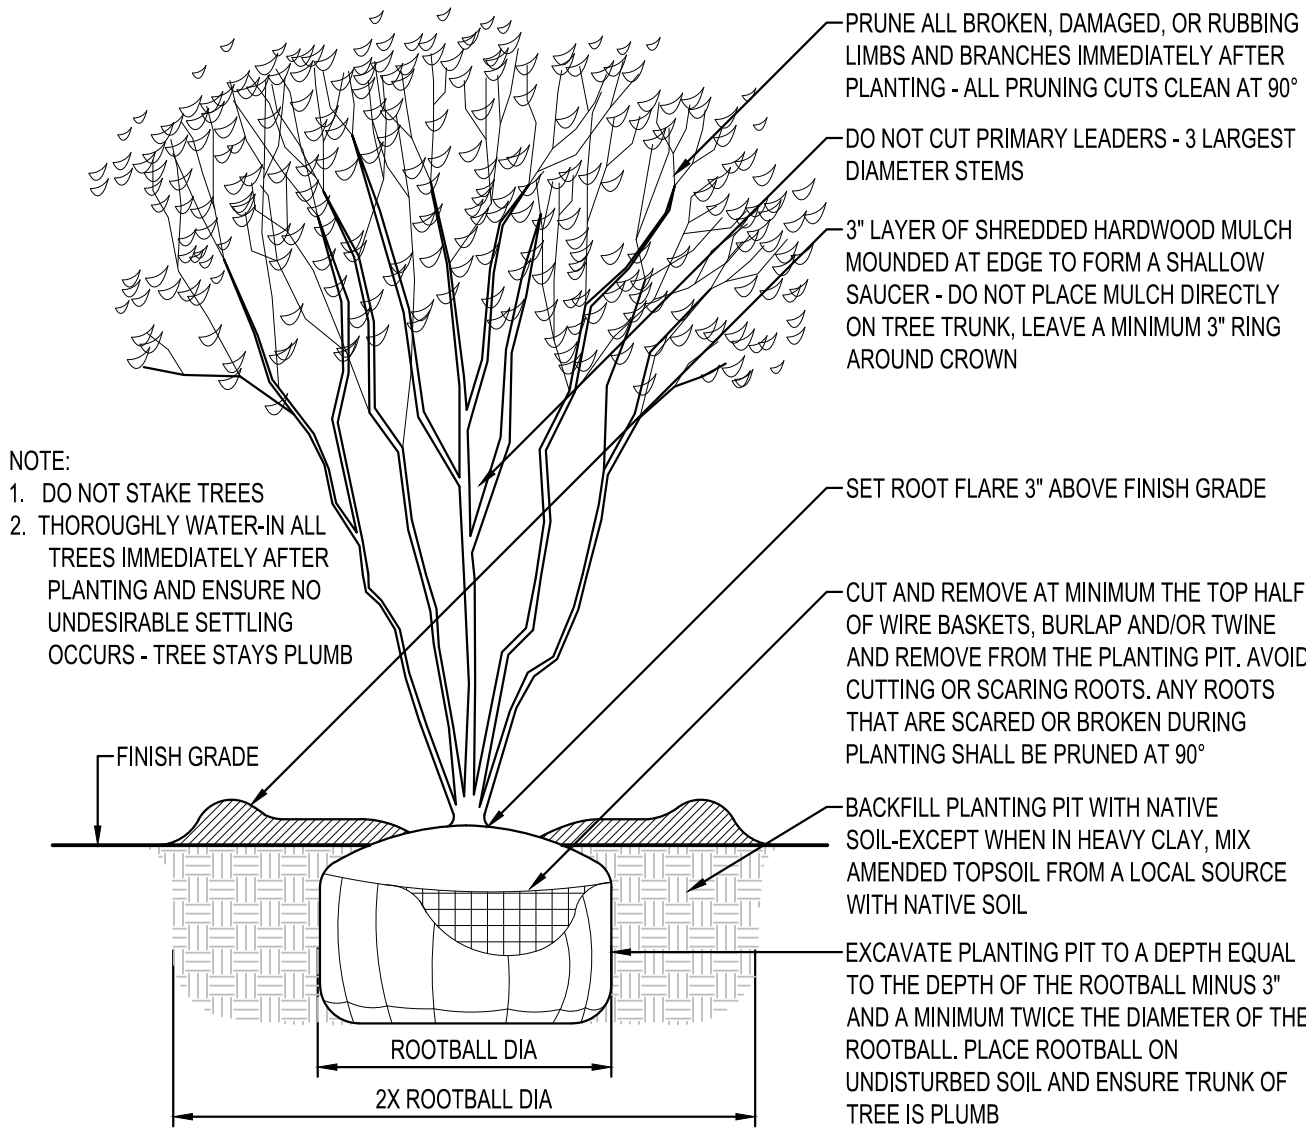 PRUNE ALL BROKEN, DAMAGED, OR RUBBING
LIMBS AND BRANCHES IMMEDIATELY AFTER
PLANTING - ALL PRUNING CUTS CLEAN AT 90°
DO NOT CUT PRIMARY LEADERS - 3 LARGEST
DIAMETER STEMS
3" LAYER OF SHREDDED HARDWOOD MULCH
MOUNDED AT EDGE TO FORM A SHALLOW
SAUCER - DO NOT PLACE MULCH DIRECTLY
ON TREE TRUNK, LEAVE A MINIMUM 3" RING
AROUND CROWN
NOTE:
1. DO NOT STAKE TREES
2. THOROUGHLY WATER-IN ALL
TREES IMMEDIATELY AFTER
PLANTING AND ENSURE NO
UNDESIRABLE SETTLING
OCCURS - TREE STAYS PLUMB
SET ROOT FLARE 3" ABOVE FINISH GRADE
CUT AND REMOVE AT MINIMUM THE TOP HALF
OF WIRE BASKETS, BURLAP AND/OR TWINE
AND REMOVE FROM THE PLANTING PIT. AVOID
CUTTING OR SCARING ROOTS. ANY ROOTS
THAT ARE SCARED OR BROKEN DURING
PLANTING SHALL BE PRUNED AT 90°
FINISH GRADE
BACKFILL PLANTING PIT WITH NATIVE
SOIL-EXCEPT WHEN IN HEAVY CLAY, MIX
AMENDED TOPSOIL FROM A LOCAL SOURCE
WITH NATIVE SOIL
EXCAVATE PLANTING PIT TO A DEPTH EQUAL
TO THE DEPTH OF THE ROOTBALL MINUS 3"
AND A MINIMUM TWICE THE DIAMETER OF THE
ROOTBALL. PLACE ROOTBALL ON
UNDISTURBED SOIL AND ENSURE TRUNK OF
TREE IS PLUMB
ROOTBALL DIA
2X ROOTBALL DIA